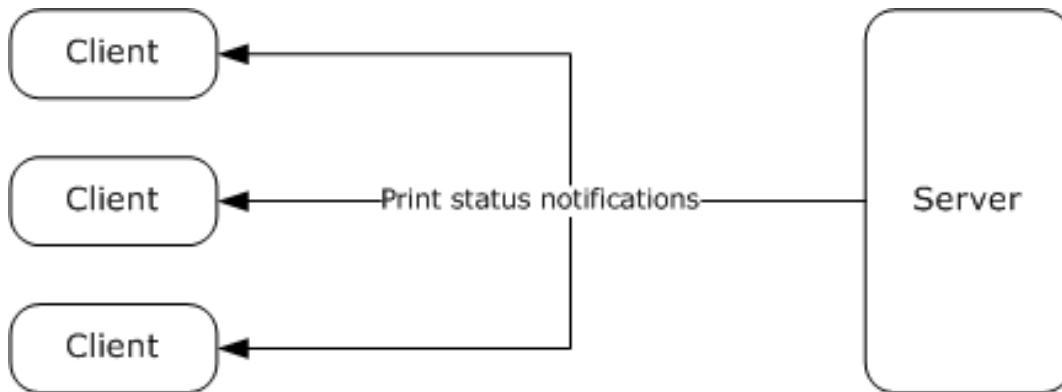 Client
Client
Print status notifications
Server
Client